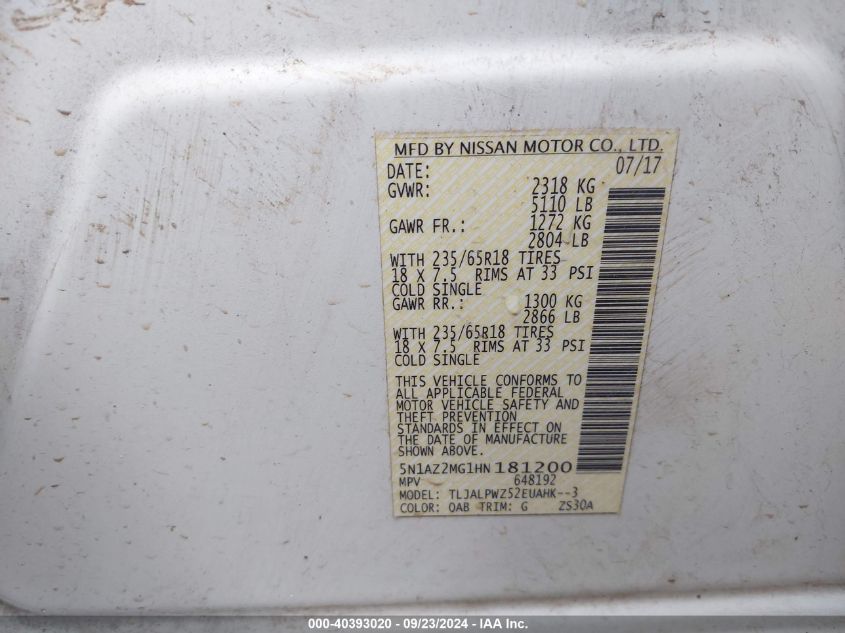 MFD BY NISSAN MOTOR CO., LTD.
DATE: 07/17
GVWR: 2318 KG
5110 LB
GAWR FR.: 1272 KG
2804 LB
WITH 235/65R18 TIRES
18 X 7.5 RIMS AT 33 PSI
COLD SINGLE
GAWR RR.: 1300 KG
2866 LB
WITH 235/65R18 TIRES
18 X 7.5 RIMS AT 33 PSI
COLD SINGLE
THIS VEHICLE CONFORMS TO
ALL APPLICABLE FEDERAL
MOTOR VEHICLE SAFETY AND
THEFT PREVENTION
STANDARDS IN EFFECT ON
THE DATE OF MANUFACTURE
SHOWN ABOVE.
5N1AZ2MG1HN181200
MPV 648192
MODEL: TLJALPWZ52EUAHK--3
COLOR: QAB TRIM: G ZS30A
000-40393020 / 09/23/2024 - IAA Inc.